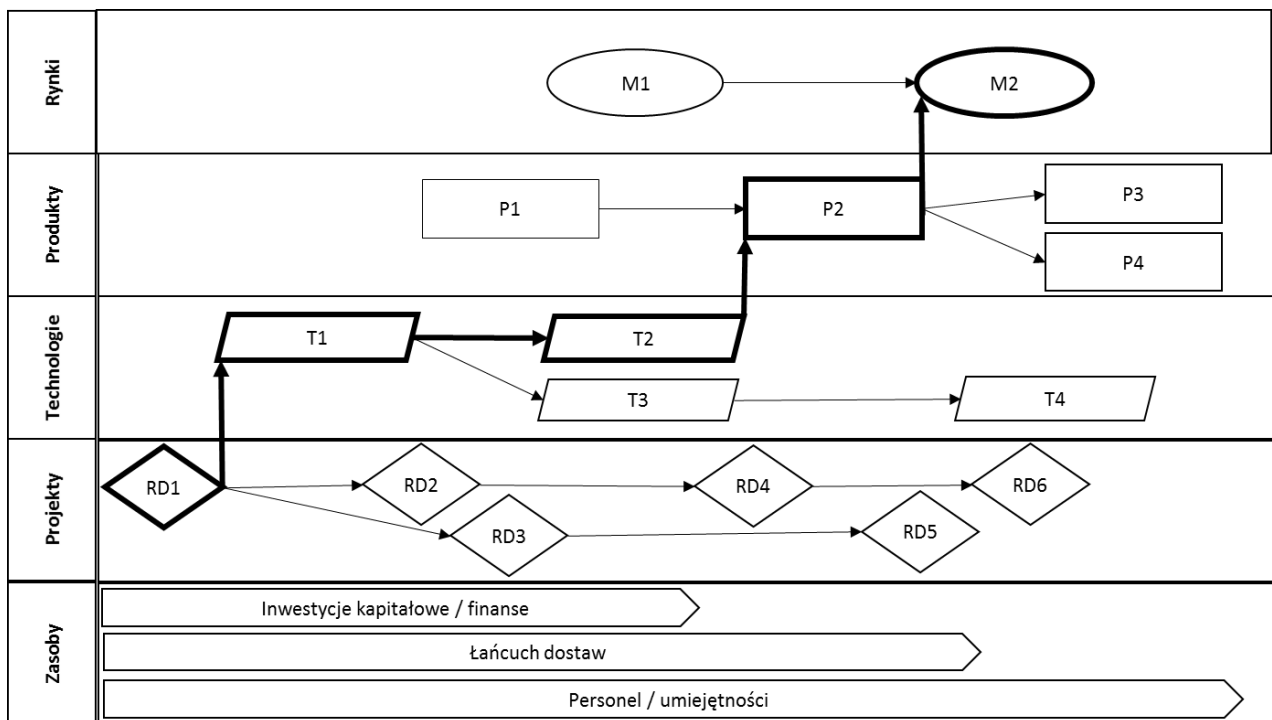 Rynki
M1
M2
Produkty
P1
P2
P3
P4
Technologie
T1
T2
T3
T4
Projekty
RD1
RD2
RD4
RD6
RD3
RD5
Zasoby
Inwestycje kapitałowe / finanse
Łańcuch dostaw
Personel / umiejętności